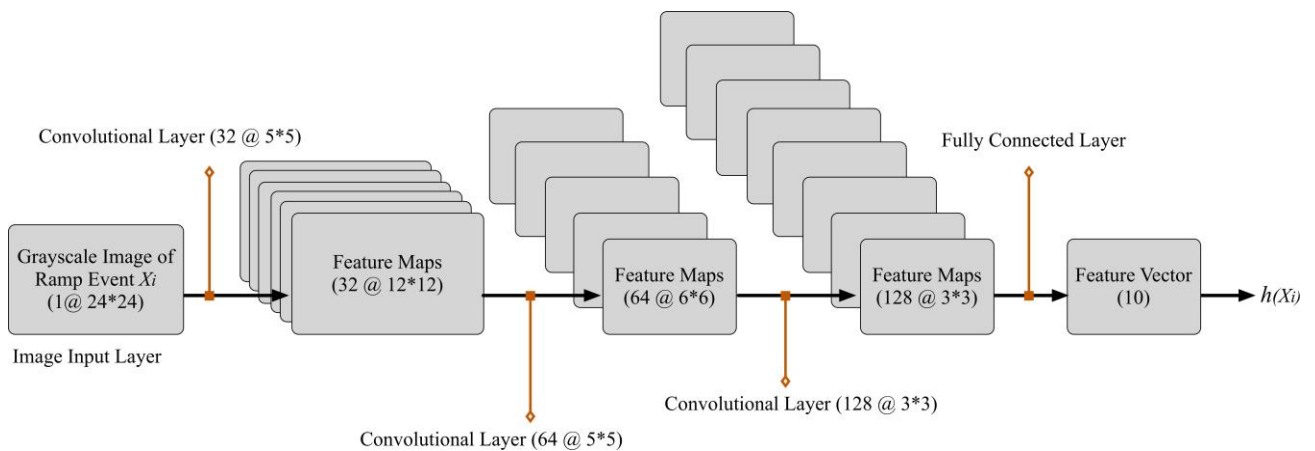 Convolutional Layer (32 @ 5*5)
Fully Connected Layer
Grayscale Image of
Ramp Event Xi
(1@ 24*24)
Feature Maps
(32 @ 12*12)
Feature Maps
(64 @ 6*6)
Feature Maps
(128 @ 3*3)
Feature Vector
(10)
h(Xi)
Image Input Layer
Convolutional Layer (128 @ 3*3)
Convolutional Layer (64 @ 5*5)